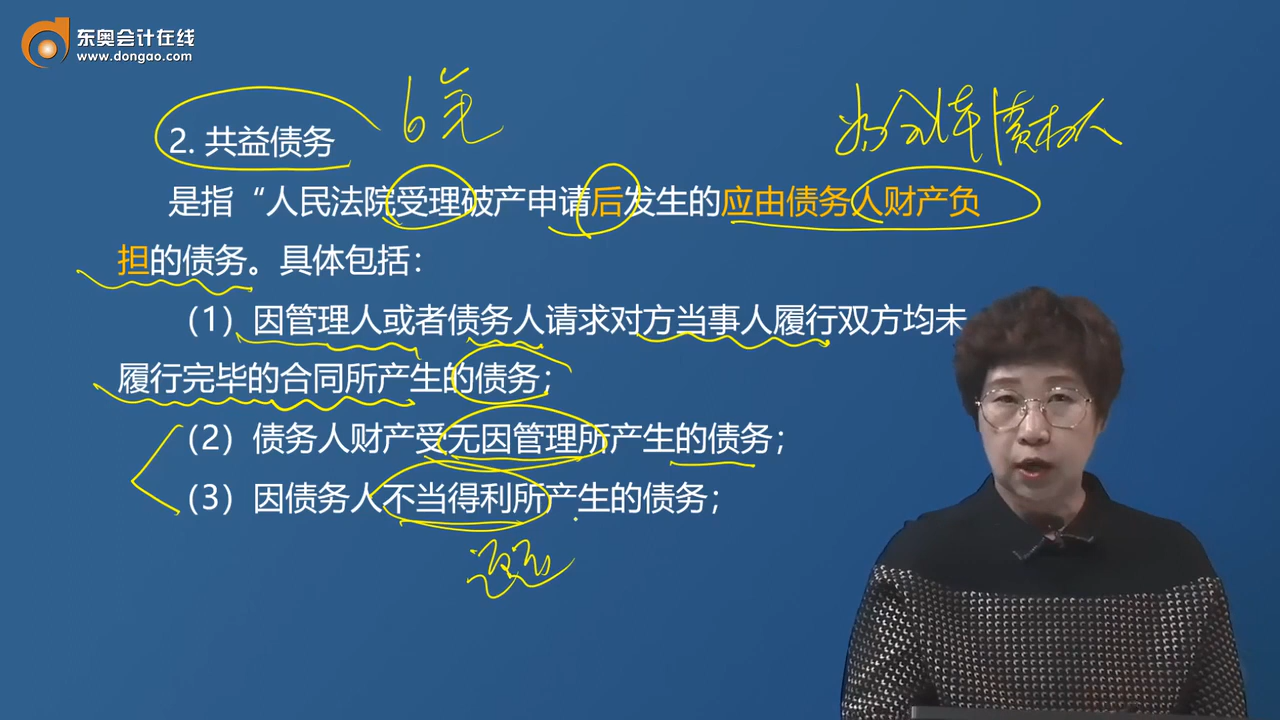 东奥会计在线
www.dongao.com
2. 共益债务
是指“人民法院受理破产申请后发生的应由债务人财产负
担的债务。具体包括：
（1）因管理人或者债务人请求对方当事人履行双方均未
履行完毕的合同所产生的债务；
（2）债务人财产受无因管理所产生的债务；
（3）因债务人不当得利所产生的债务；
返还